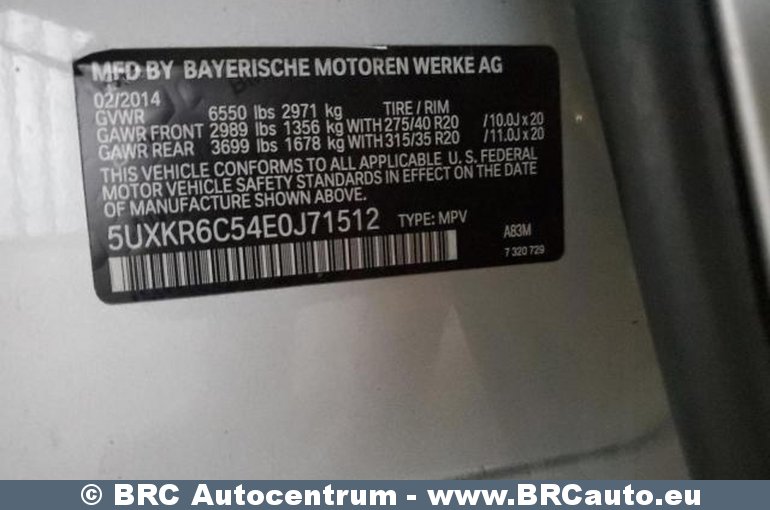 MFD BY BAYERISCHE MOTOREN WERKE AG
02/2014
GVWR 6550 lbs 2971 kg TIRE / RIM
GAWR FRONT 2989 lbs 1356 kg WITH 275/40 R20 /10.0J x 20
GAWR REAR 3699 lbs 1678 kg WITH 315/35 R20 /11.0J x 20
THIS VEHICLE CONFORMS TO ALL APPLICABLE U. S. FEDERAL
MOTOR VEHICLE SAFETY STANDARDS IN EFFECT ON THE DATE
OF MANUFACTURE SHOWN ABOVE.
5UXKR6C54E0J71512 TYPE: MPV A83M
7 320 729
© BRC Autocentrum - www.BRCauto.eu